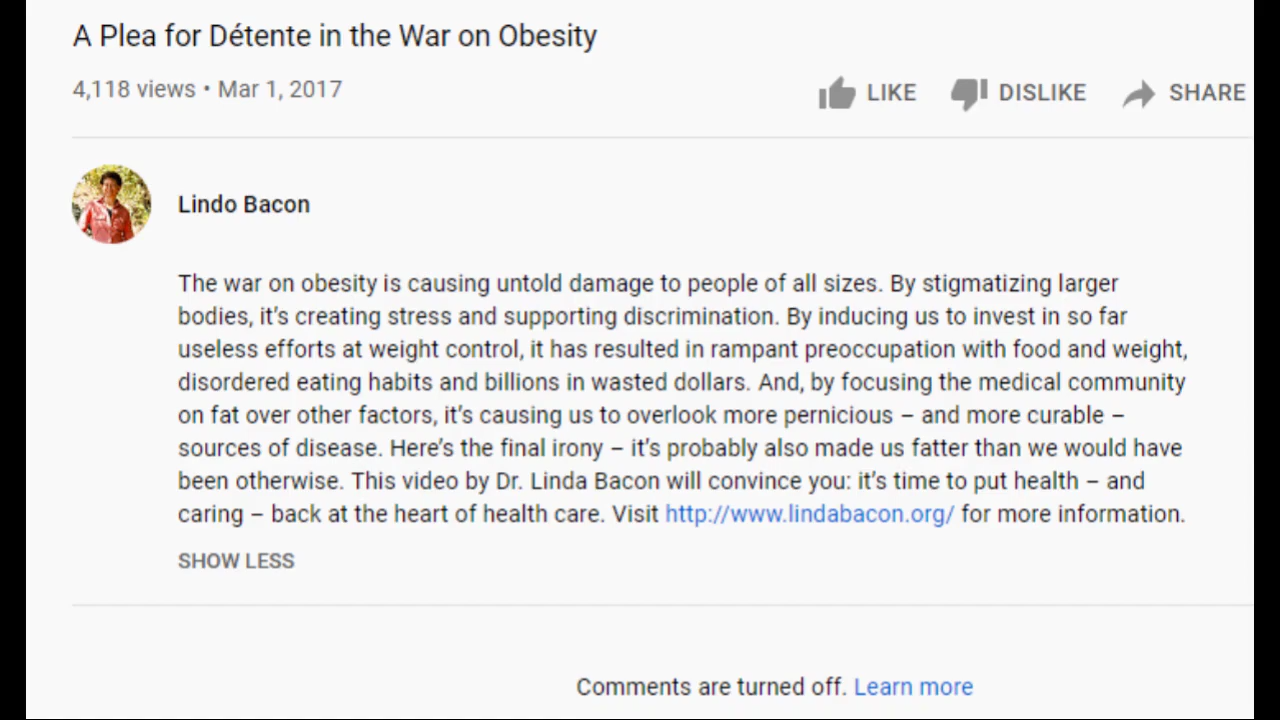 A Plea for Détente in the War on Obesity
4,118 views • Mar 1, 2017
LIKE DISLIKE SHARE
Lindo Bacon
The war on obesity is causing untold damage to people of all sizes. By stigmatizing larger
bodies, it's creating stress and supporting discrimination. By inducing us to invest in so far
useless efforts at weight control, it has resulted in rampant preoccupation with food and weight,
disordered eating habits and billions in wasted dollars. And, by focusing the medical community
on fat over other factors, it's causing us to overlook more pernicious – and more curable –
sources of disease. Here's the final irony – it's probably also made us fatter than we would have
been otherwise. This video by Dr. Linda Bacon will convince you: it's time to put health – and
caring – back at the heart of health care. Visit http://www.lindabacon.org/ for more information.
SHOW LESS
Comments are turned off. Learn more